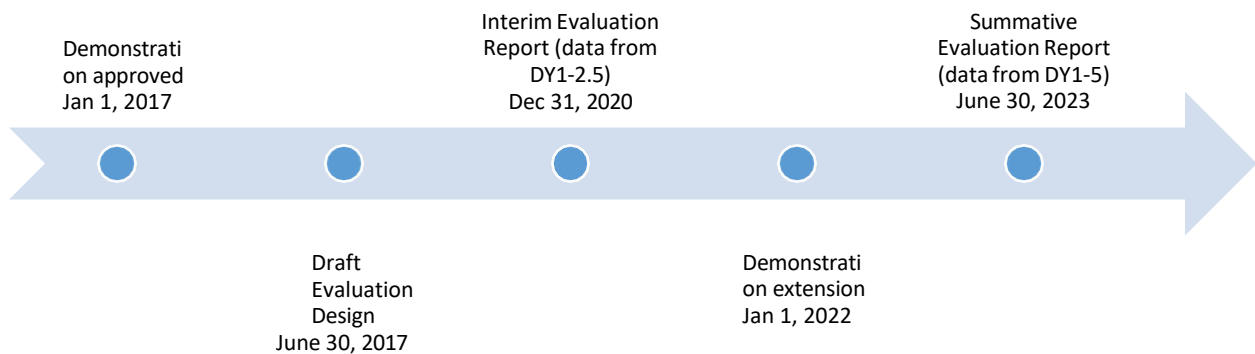 Demonstrati
on approved
Jan 1, 2017
Interim Evaluation
Report (data from
DY1-2.5)
Dec 31, 2020
Summative
Evaluation Report
(data from DY1-5)
June 30, 2023
Draft
Evaluation
Design
June 30, 2017
Demonstrati
on extension
Jan 1, 2022